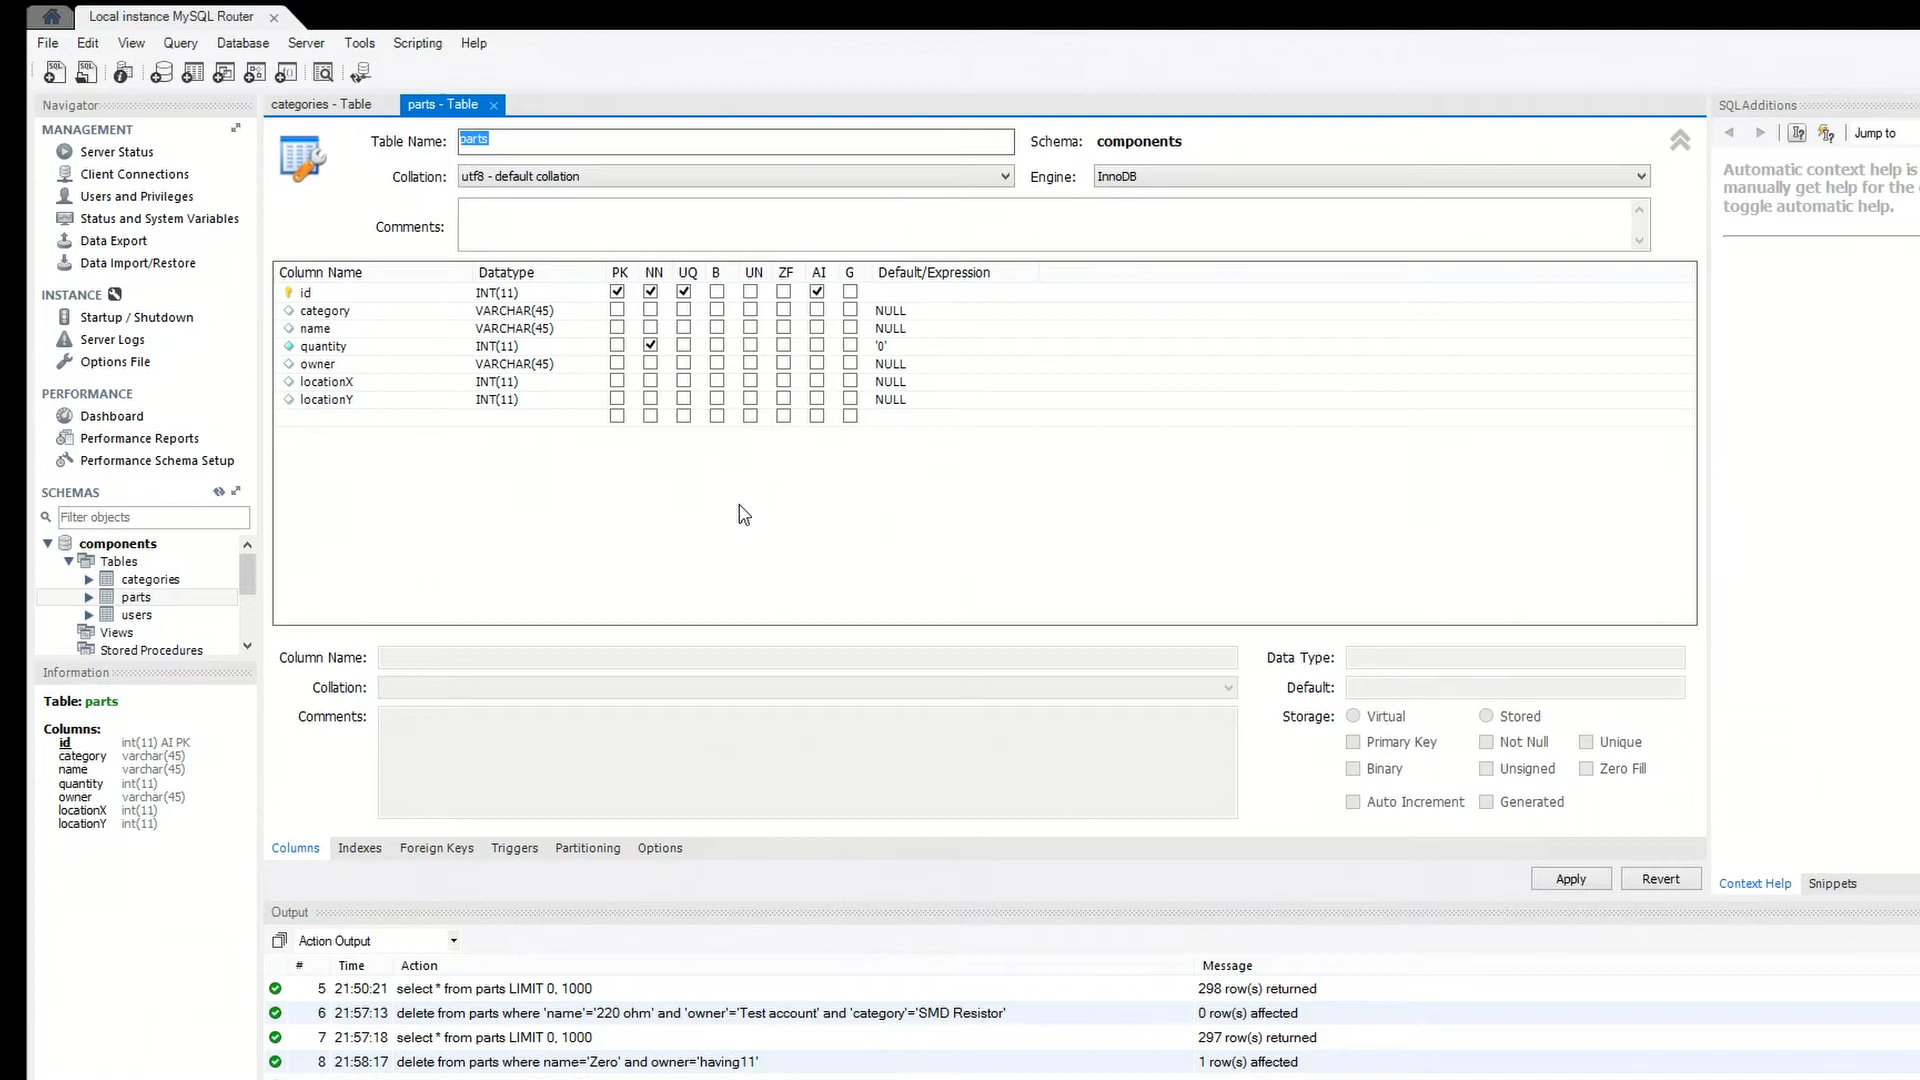 Local instance MySQL Router
File Edit View Query Database Server Tools Scripting Help
Navigator
MANAGEMENT
Server Status
Client Connections
Users and Privileges
Status and System Variables
Data Export
Data Import/Restore
INSTANCE
Startup / Shutdown
Server Logs
Options File
PERFORMANCE
Dashboard
Performance Reports
Performance Schema Setup
SCHEMAS
Filter objects
components
Tables
categories
parts
users
Views
Stored Procedures
Information
Table: parts
Columns:
id int(11) AI PK
category varchar(45)
name varchar(45)
quantity int(11)
owner varchar(45)
locationX int(11)
locationY int(11)
categories - Table parts - Table
Table Name: parts Schema: components
Collation: utf8 - default collation Engine: InnoDB
Comments:
Column Name Datatype PK NN UQ B UN ZF AI G Default/Expression
id INT(11)
category VARCHAR(45) NULL
name VARCHAR(45) NULL
quantity INT(11) '0'
owner VARCHAR(45) NULL
locationX INT(11) NULL
locationY INT(11) NULL
Column Name: Data Type:
Collation: Default:
Comments: Storage: Virtual Stored
Primary Key Not Null Unique
Binary Unsigned Zero Fill
Auto Increment Generated
Columns Indexes Foreign Keys Triggers Partitioning Options
Apply Revert
Output
Action Output
# Time Action Message
5 21:50:21 select * from parts LIMIT 0, 1000 298 row(s) returned
6 21:57:13 delete from parts where 'name'='220 ohm' and 'owner'='Test account' and 'category'='SMD Resistor' 0 row(s) affected
7 21:57:18 select * from parts LIMIT 0, 1000 297 row(s) returned
8 21:58:17 delete from parts where name='Zero' and owner='having11' 1 row(s) affected
SQLAdditions
Jump to
Automatic context help is
manually get help for the
toggle automatic help.
Context Help Snippets